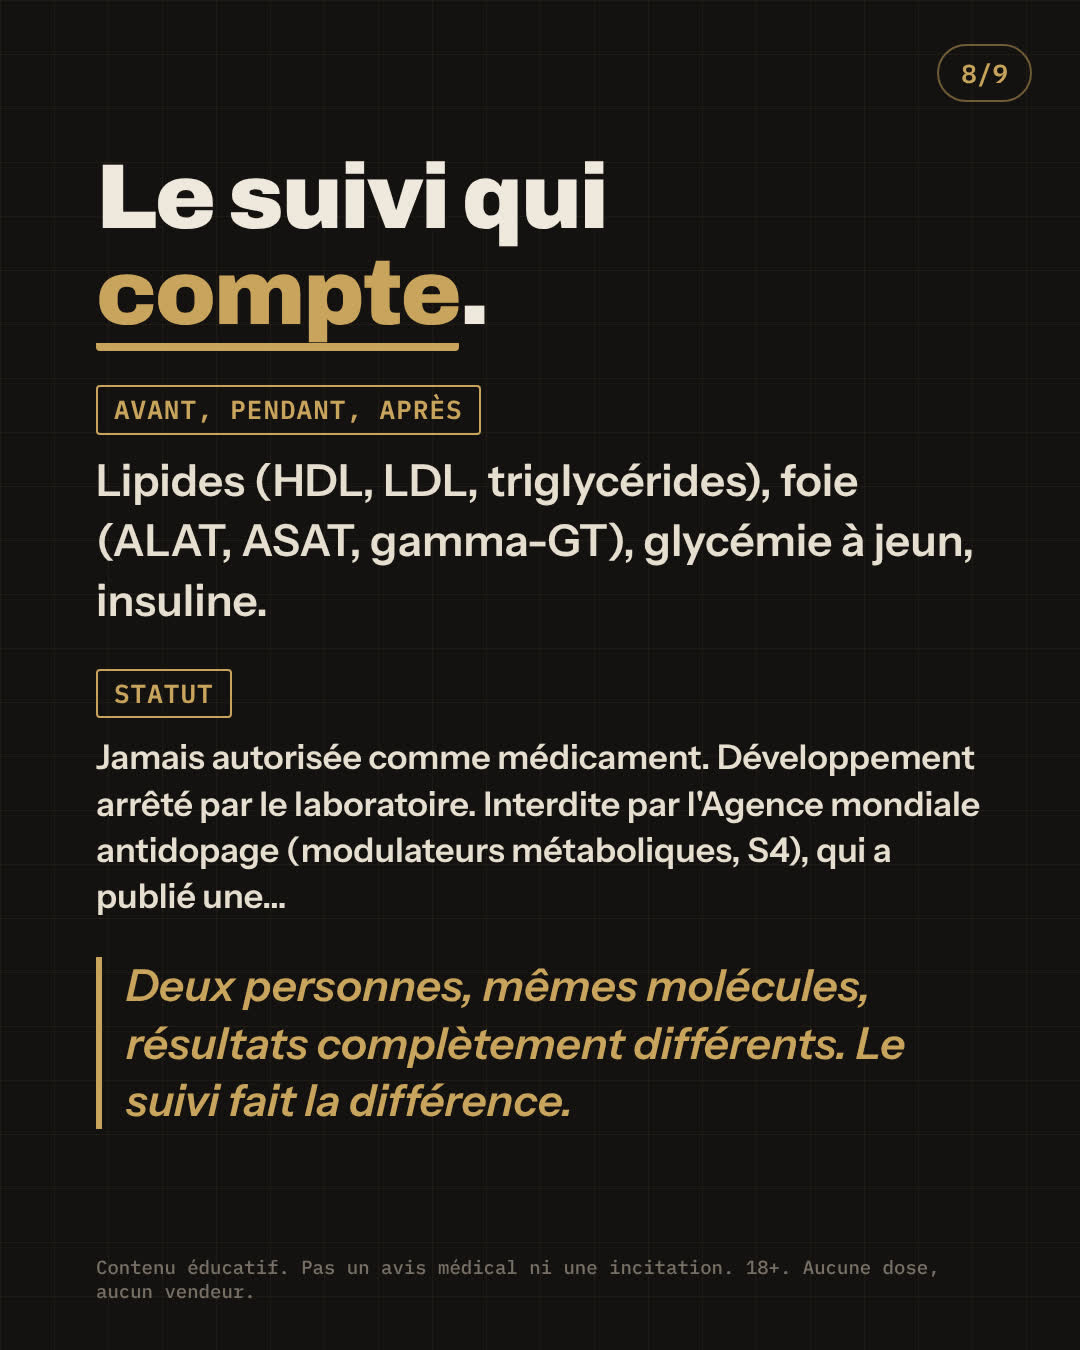 8/9
Le suivi qui
compte.
AVANT, PENDANT, APRÈS
Lipides (HDL, LDL, triglycérides), foie
(ALAT, ASAT, gamma-GT), glycémie à jeun,
insuline.
STATUT
Jamais autorisée comme médicament. Développement
arrêté par le laboratoire. Interdite par l'Agence mondiale
antidopage (modulateurs métaboliques, S4), qui a
publié une...
Deux personnes, mêmes molécules,
résultats complètement différents. Le
suivi fait la différence.
Contenu éducatif. Pas un avis médical ni une incitation. 18+. Aucune dose,
aucun vendeur.